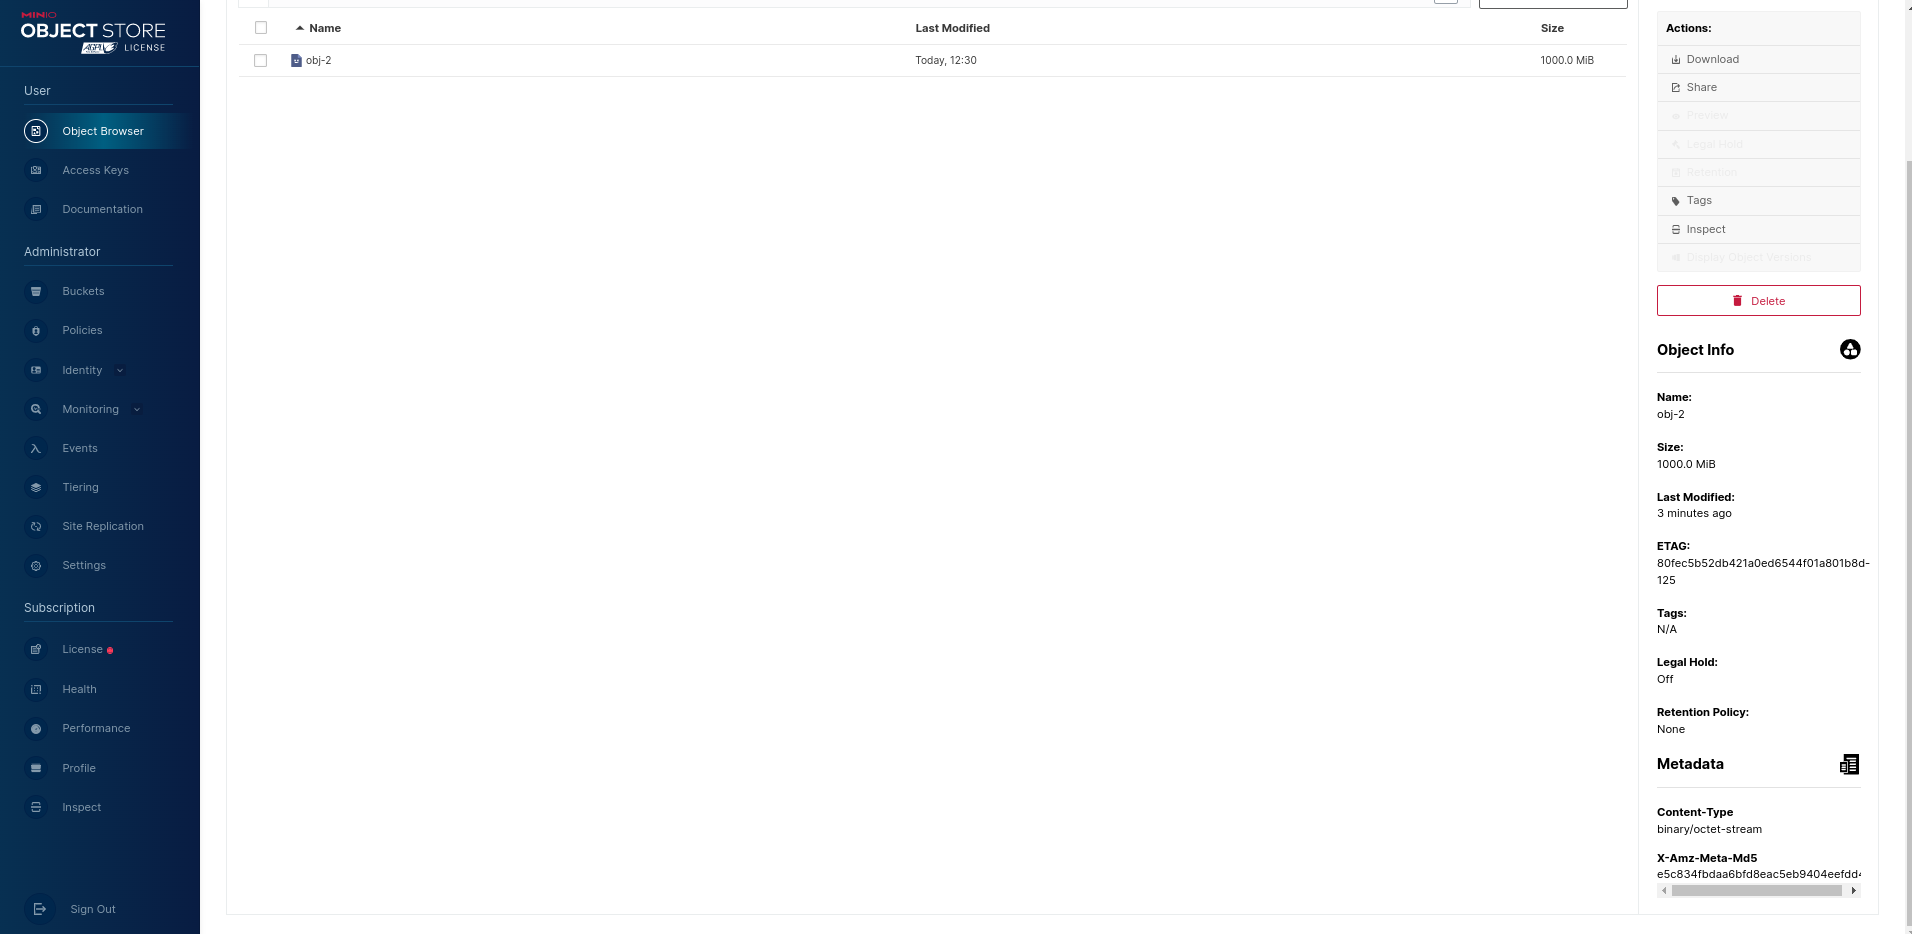 MINIO
OBJECT STORE
AGPLv3 LICENSE
User
Object Browser
Access Keys
Documentation
Administrator
Buckets
Policies
Identity
Monitoring
Events
Tiering
Site Replication
Settings
Subscription
License
Health
Performance
Profile
Inspect
Sign Out
Name Last Modified Size
obj-2 Today, 12:30 1000.0 MiB
Actions:
Download
Share
Preview
Legal Hold
Retention
Tags
Inspect
Display Object Versions
Delete
Object Info
Name:
obj-2
Size:
1000.0 MiB
Last Modified:
3 minutes ago
ETAG:
80fec5b52db421a0ed6544f01a801b8d-
125
Tags:
N/A
Legal Hold:
Off
Retention Policy:
None
Metadata
Content-Type
binary/octet-stream
X-Amz-Meta-Md5
e5c834fbdaa6bfd8eac5eb9404eefdd4